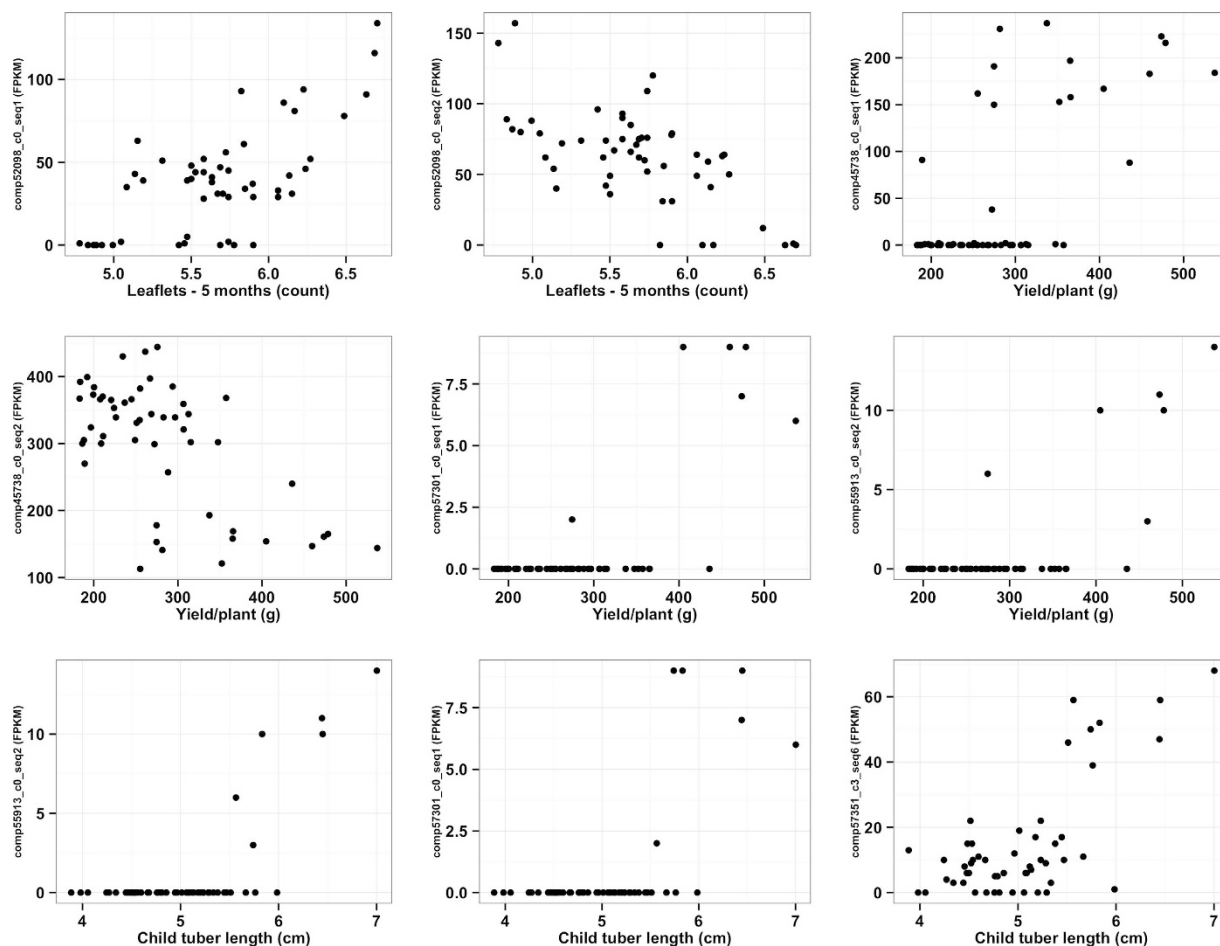 comp52098_c0_seq1 (FPKM)
100
50
0
5.0 5.5 6.0 6.5
Leaflets - 5 months (count)
comp52098_c0_seq2 (FPKM)
150
100
50
0
5.0 5.5 6.0 6.5
Leaflets - 5 months (count)
comp45738_c0_seq1 (FPKM)
200
150
100
50
0
200 300 400 500
Yield/plant (g)
comp45738_c0_seq2 (FPKM)
400
300
200
100
200 300 400 500
Yield/plant (g)
comp57301_c0_seq1 (FPKM)
7.5
5.0
2.5
0.0
200 300 400 500
Yield/plant (g)
comp55913_c0_seq2 (FPKM)
10
5
0
200 300 400 500
Yield/plant (g)
comp55913_c0_seq2 (FPKM)
10
5
0
4 5 6 7
Child tuber length (cm)
comp57301_c0_seq1 (FPKM)
7.5
5.0
2.5
0.0
4 5 6 7
Child tuber length (cm)
comp57351_c3_seq6 (FPKM)
60
40
20
0
4 5 6 7
Child tuber length (cm)